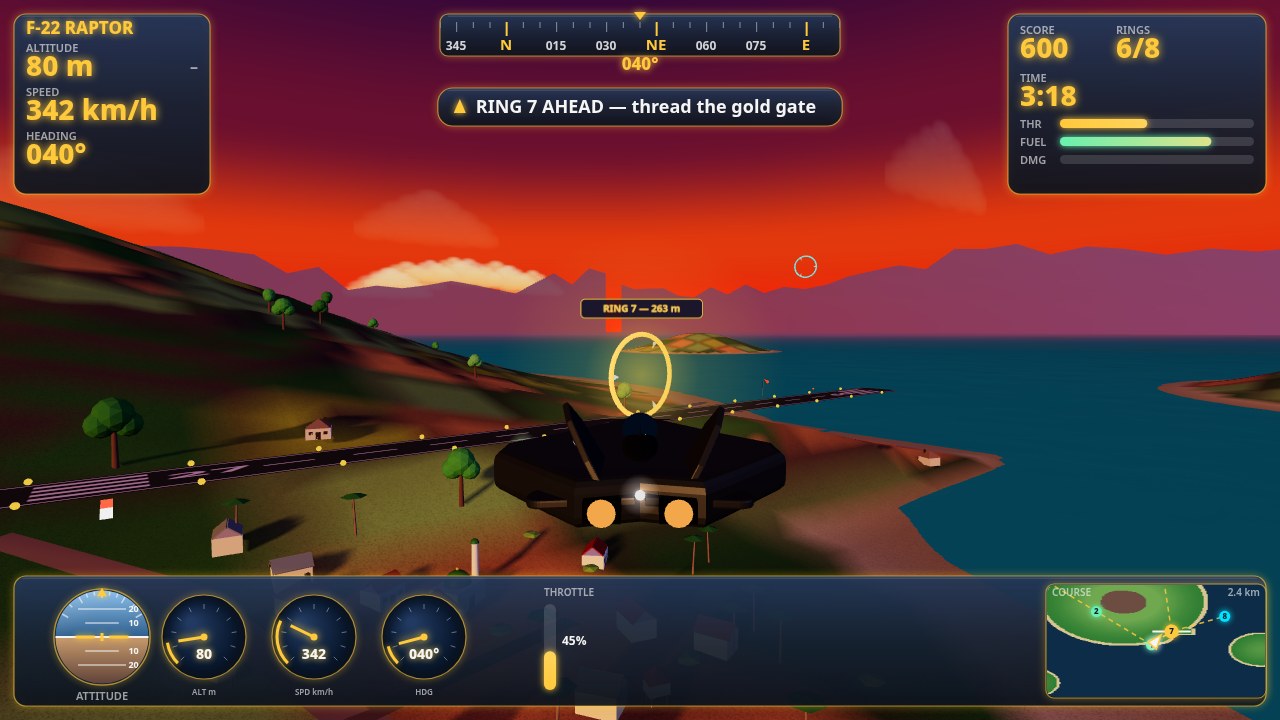 F-22 RAPTOR
ALTITUDE
80 m
–
SPEED
342 km/h
HEADING
040°
345 N 015 030 NE 060 075 E
040°
RING 7 AHEAD — thread the gold gate
SCORE RINGS
600 6/8
TIME
3:18
THR
FUEL
DMG
RING 7 — 263 m
20
10
10
20
ATTITUDE
80
ALT m
342
SPD km/h
040°
HDG
THROTTLE
45%
COURSE 2.4 km
2
8
7